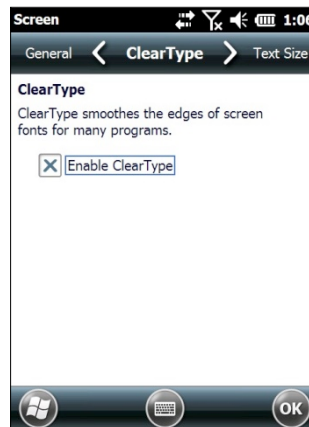 Screen 1:06
General ClearType Text Size
ClearType
ClearType smoothes the edges of screen
fonts for many programs.
Enable ClearType
OK